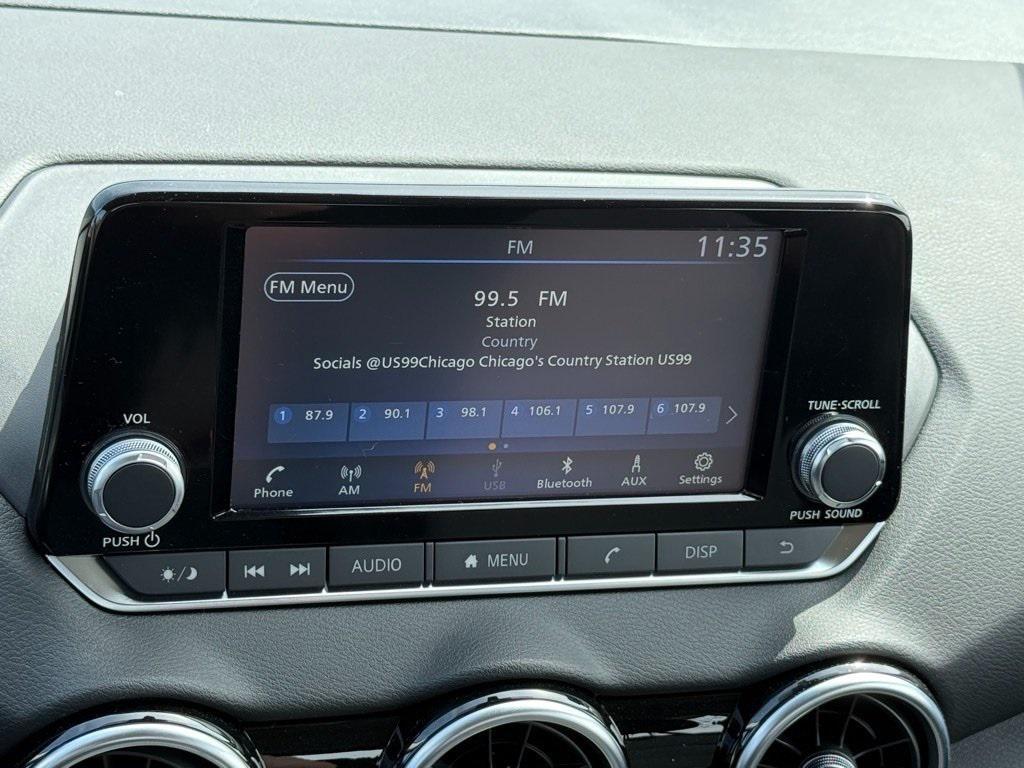 FM
11:35
FM Menu
99.5 FM
Station
Country
Socials @US99Chicago Chicago's Country Station US99
1 87.9 2 90.1 3 98.1 4 106.1 5 107.9 6 107.9
Phone AM FM USB Bluetooth AUX Settings
VOL
PUSH
TUNE·SCROLL
PUSH SOUND
AUDIO MENU DISP